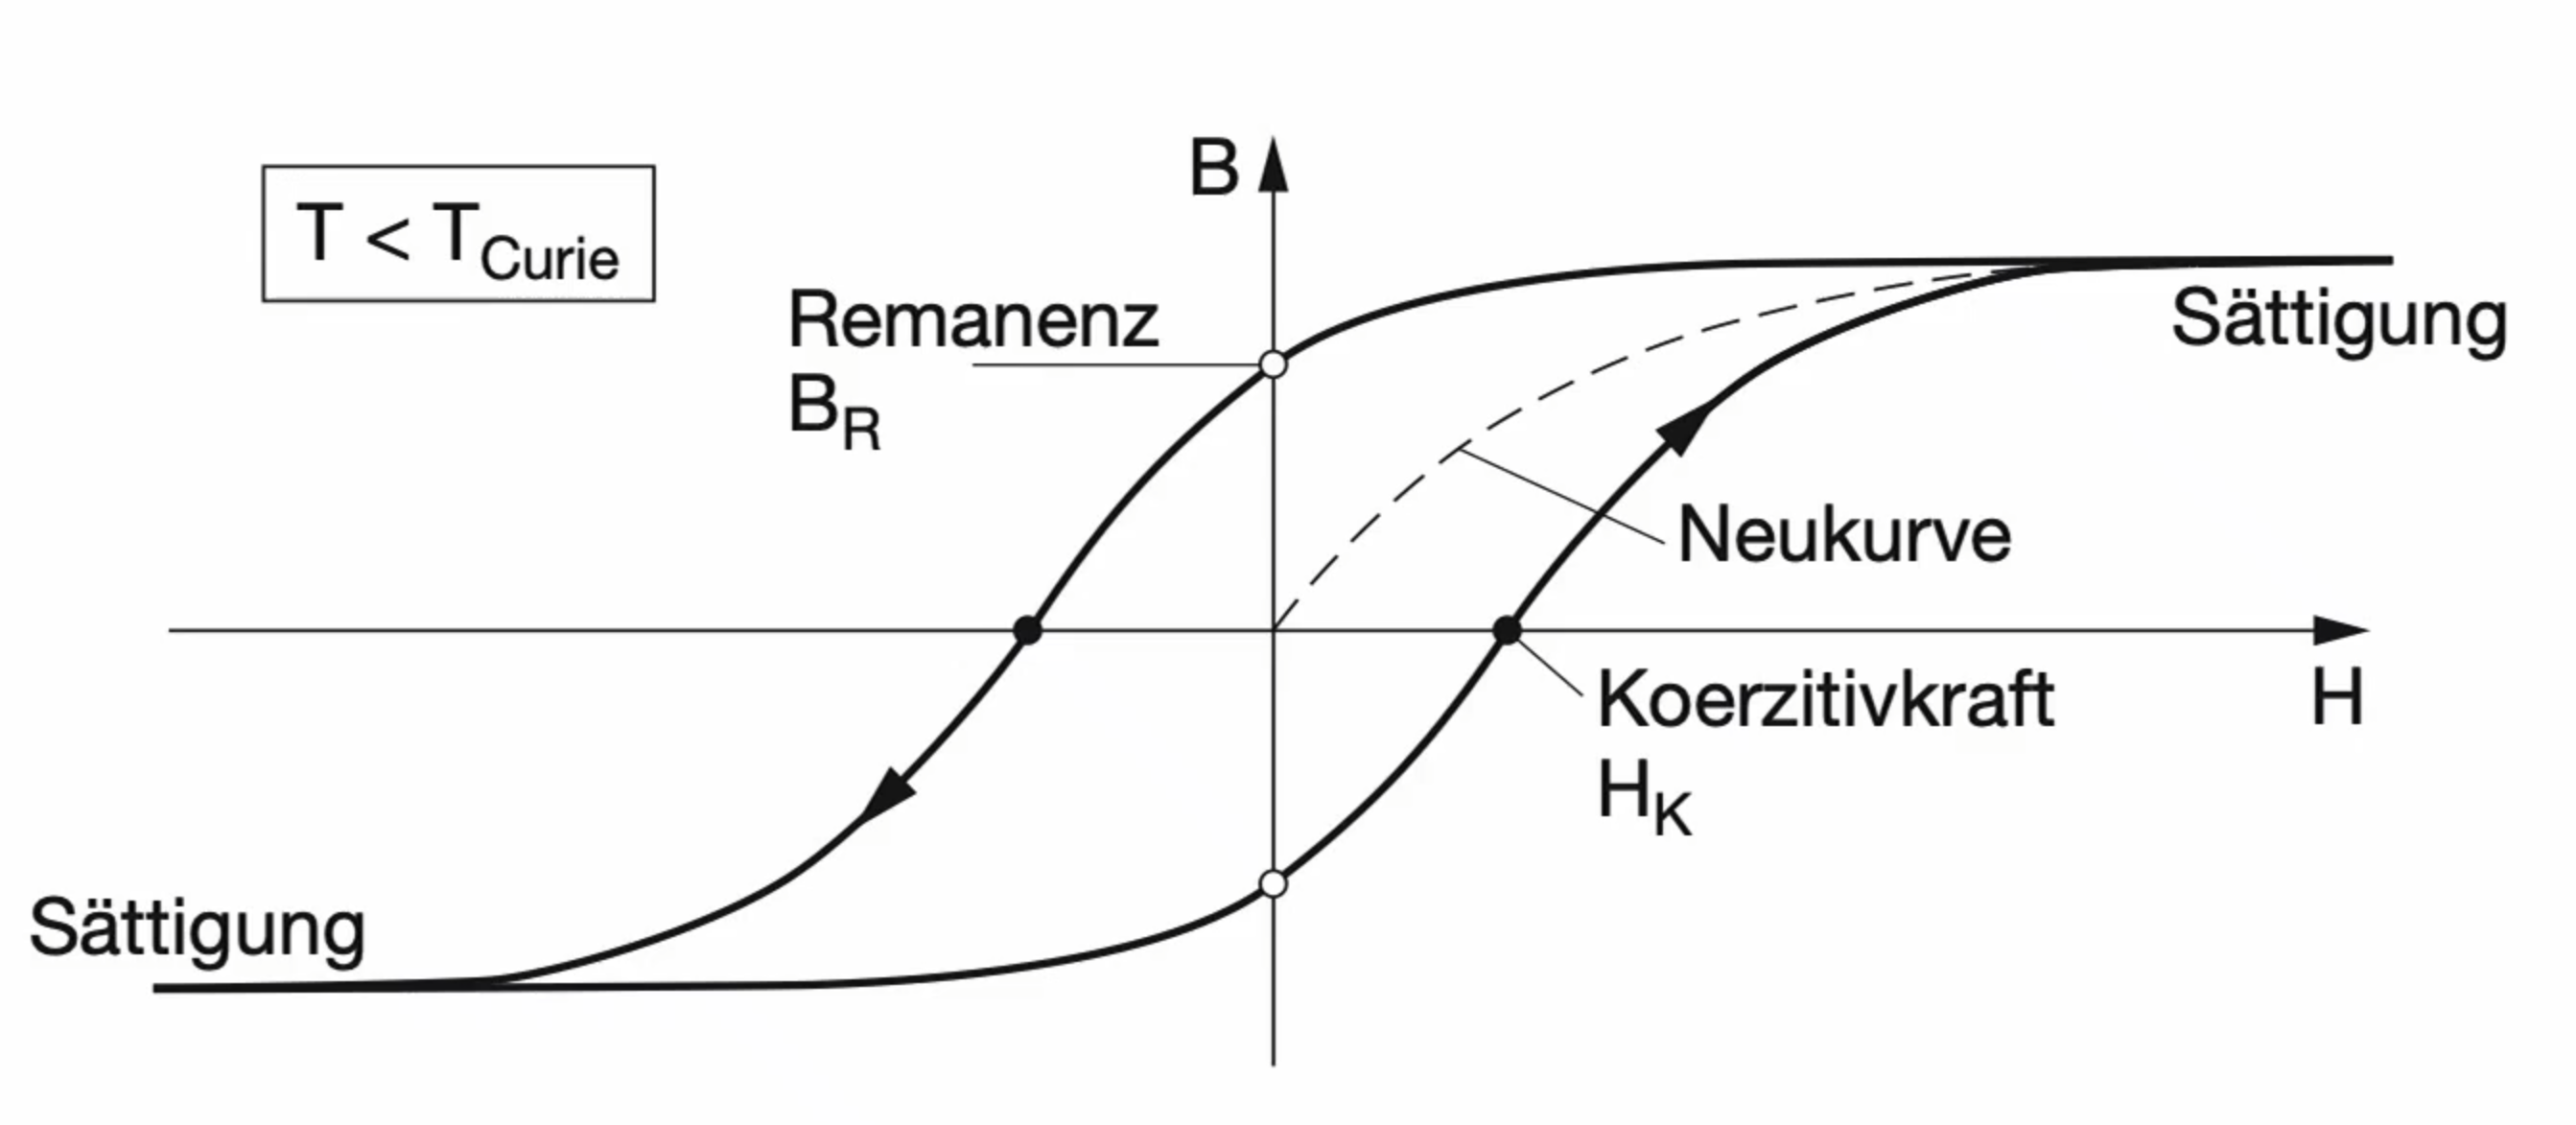 B
T < T_Curie
Remanenz
B_R
Sättigung
Neukurve
Koerzitivkraft
H_K
H
Sättigung